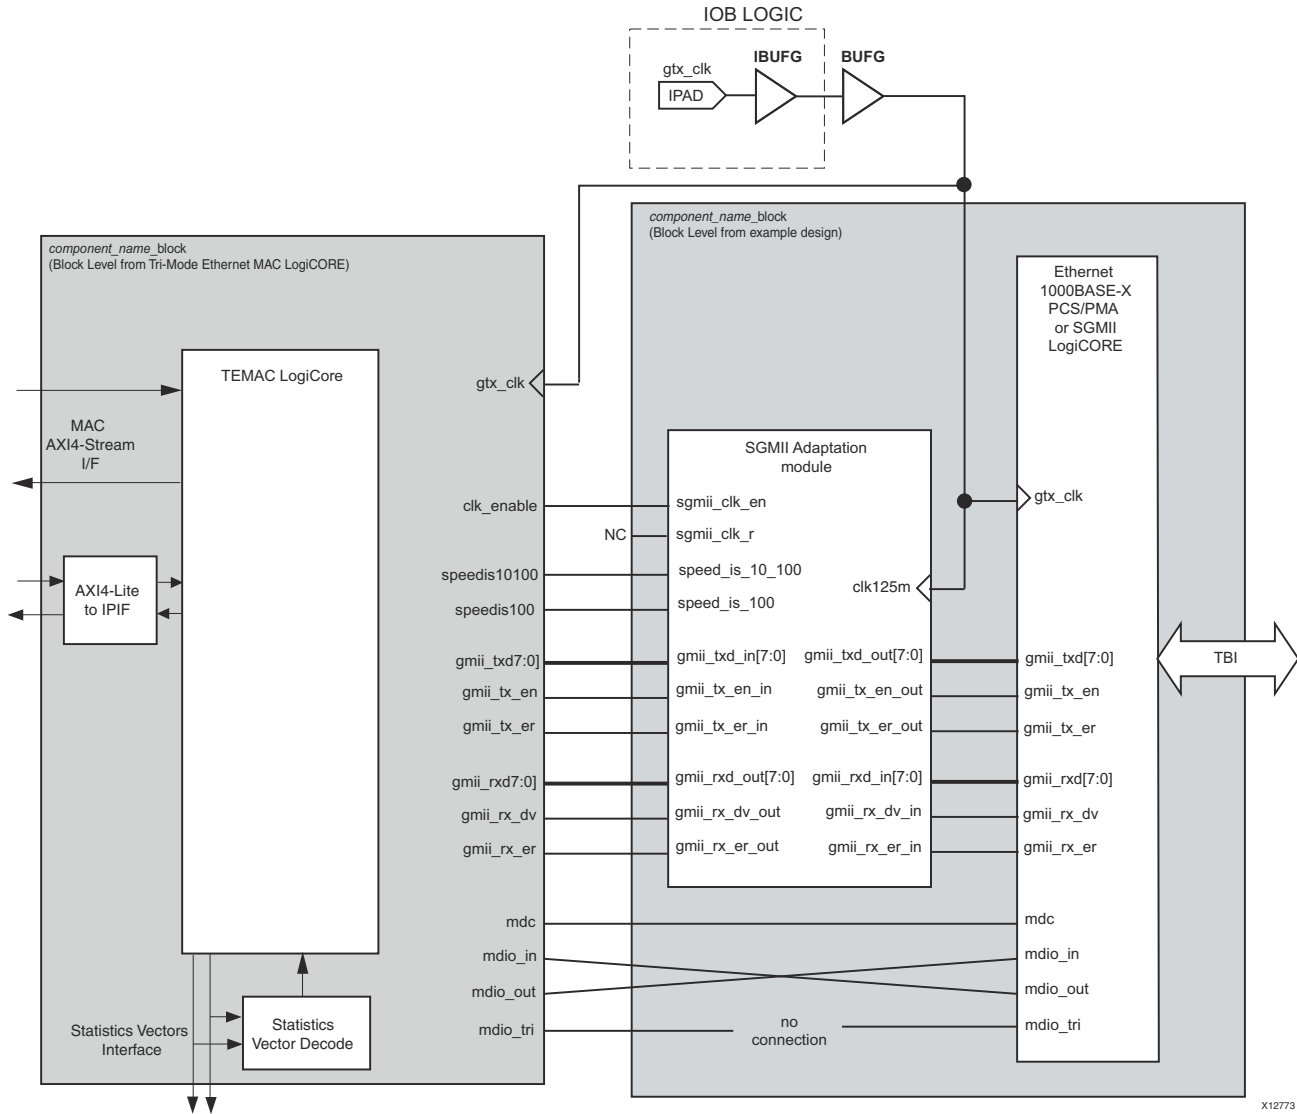 IOB LOGIC
gtx_clk
IBUFG
BUFG
IPAD
component_name_block
(Block Level from Tri-Mode Ethernet MAC LogiCORE)
TEMAC LogiCore
MAC
AXI4-Stream
I/F
AXI4-Lite
to IPIF
Statistics Vectors
Interface
Statistics
Vector Decode
gtx_clk
clk_enable
NC
speedis10100
speedis100
gmii_txd7:0]
gmii_tx_en
gmii_tx_er
gmii_rxd7:0]
gmii_rx_dv
gmii_rx_er
mdc
mdio_in
mdio_out
mdio_tri
no
connection
component_name_block
(Block Level from example design)
SGMII Adaptation
module
sgmii_clk_en
sgmii_clk_r
speed_is_10_100
speed_is_100
clk125m
gmii_txd_in[7:0]
gmii_txd_out[7:0]
gmii_tx_en_in
gmii_tx_en_out
gmii_tx_er_in
gmii_tx_er_out
gmii_rxd_out[7:0]
gmii_rxd_in[7:0]
gmii_rx_dv_out
gmii_rx_dv_in
gmii_rx_er_out
gmii_rx_er_in
Ethernet
1000BASE-X
PCS/PMA
or SGMII
LogiCORE
gtx_clk
gmii_txd[7:0]
gmii_tx_en
gmii_tx_er
gmii_rxd[7:0]
gmii_rx_dv
gmii_rx_er
mdc
mdio_in
mdio_out
mdio_tri
TBI
X12773